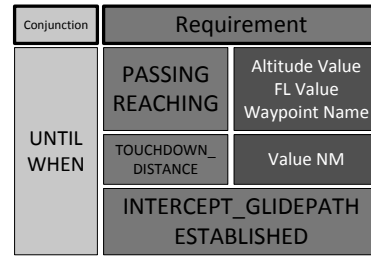 Conjunction
Requirement
UNTIL
WHEN
PASSING
REACHING
Altitude Value
FL Value
Waypoint Name
TOUCHDOWN_
DISTANCE
Value NM
INTERCEPT_GLIDEPATH
ESTABLISHED